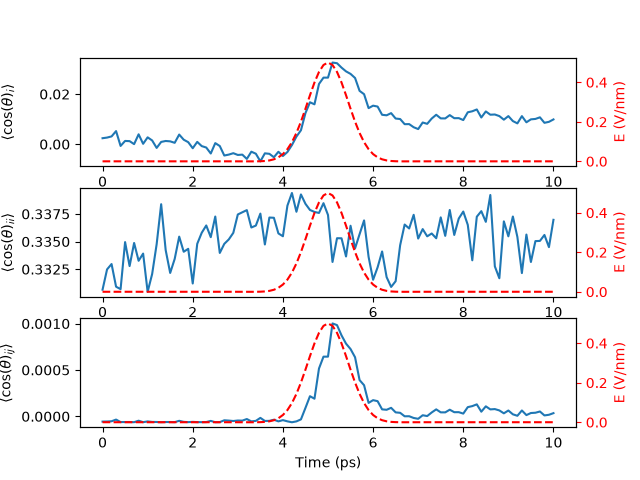 ⟨cos(θ)ᵢ⟩
0.02
0.00
0.4
0.2
0.0
E (V/nm)
0 2 4 6 8 10
⟨cos(θ)ᵢᵢ⟩
0.3375
0.3350
0.3325
0.4
0.2
0.0
E (V/nm)
0 2 4 6 8 10
⟨cos(θ)ᵢⱼ⟩
0.0010
0.0005
0.0000
0.4
0.2
0.0
E (V/nm)
0 2 4 6 8 10
Time (ps)